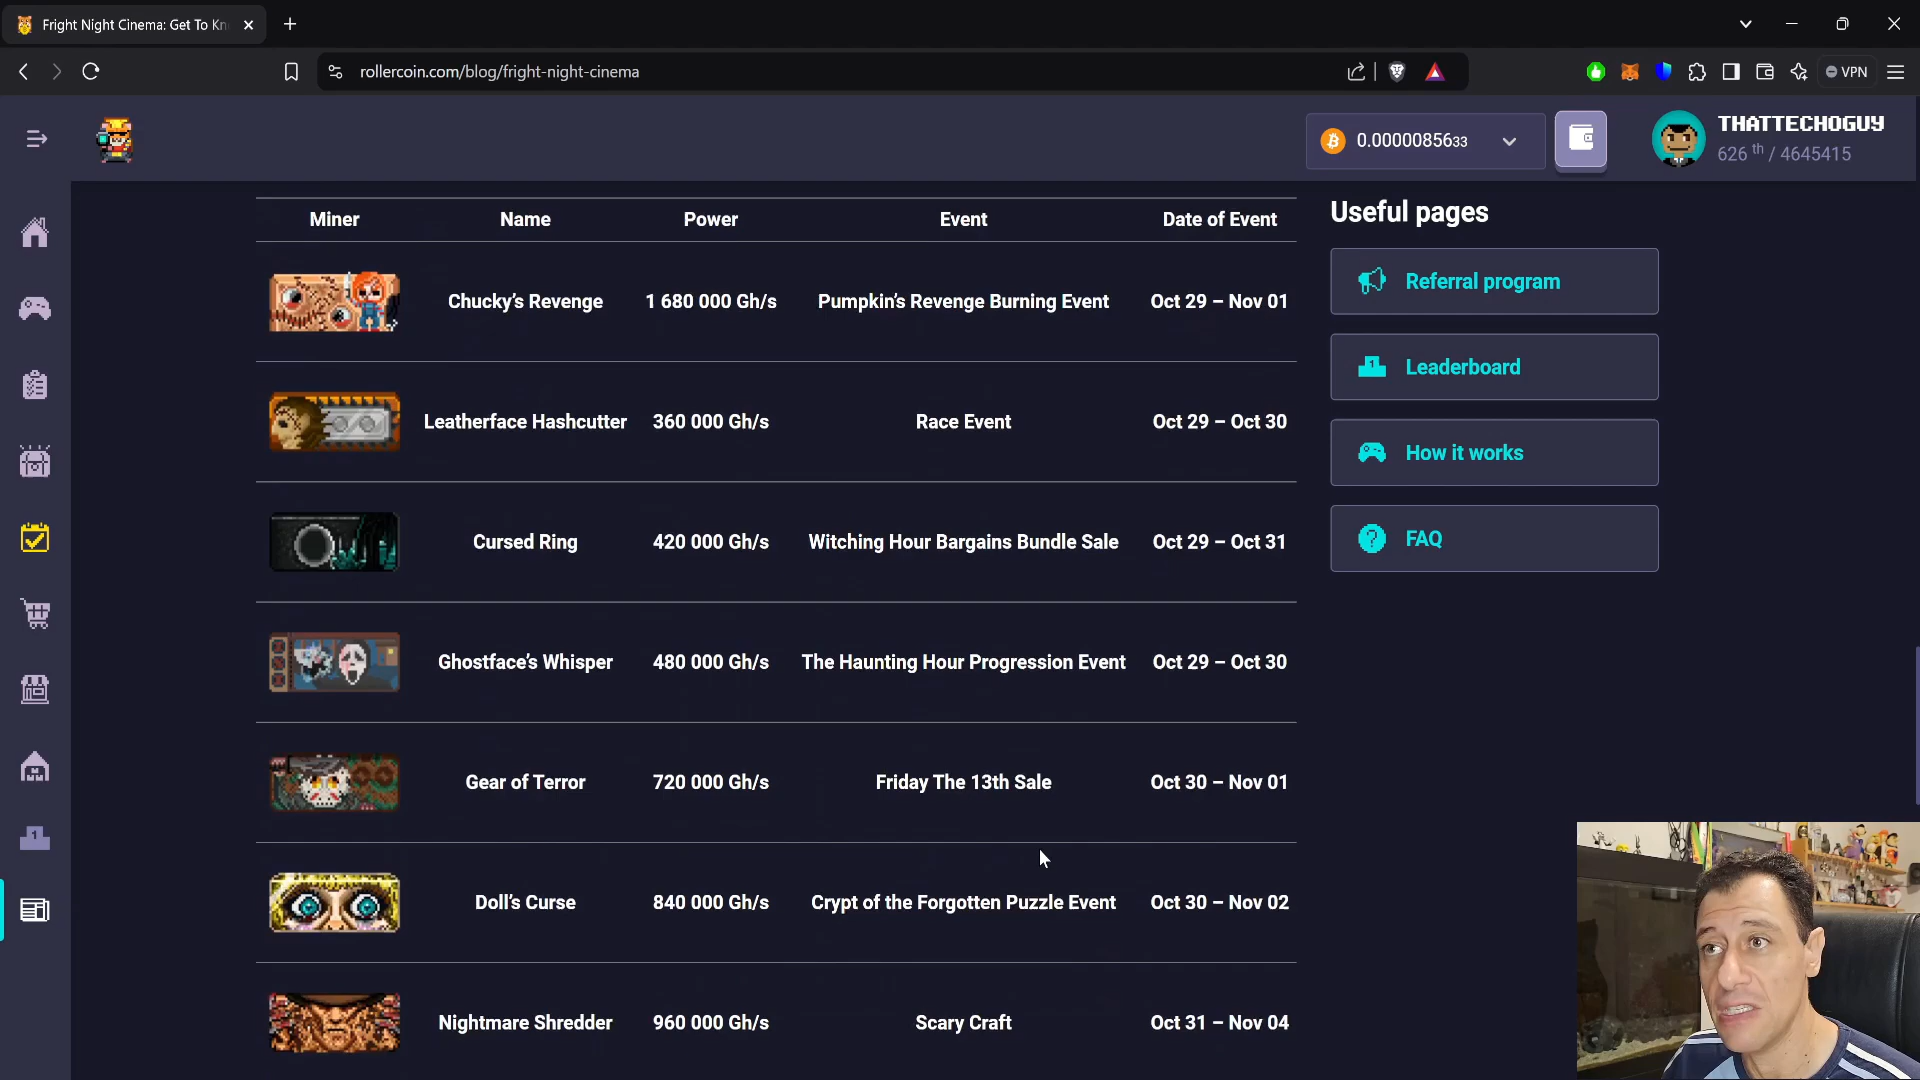 Fright Night Cinema: Get To Kn
rollercoin.com/blog/fright-night-cinema
VPN
0.0000085633
THATTECHOGUY
626 th / 4645415
Miner Name Power Event Date of Event
Chucky's Revenge 1 680 000 Gh/s Pumpkin's Revenge Burning Event Oct 29 – Nov 01
Leatherface Hashcutter 360 000 Gh/s Race Event Oct 29 – Oct 30
Cursed Ring 420 000 Gh/s Witching Hour Bargains Bundle Sale Oct 29 – Oct 31
Ghostface's Whisper 480 000 Gh/s The Haunting Hour Progression Event Oct 29 – Oct 30
Gear of Terror 720 000 Gh/s Friday The 13th Sale Oct 30 – Nov 01
Doll's Curse 840 000 Gh/s Crypt of the Forgotten Puzzle Event Oct 30 – Nov 02
Nightmare Shredder 960 000 Gh/s Scary Craft Oct 31 – Nov 04
Useful pages
Referral program
Leaderboard
How it works
FAQ